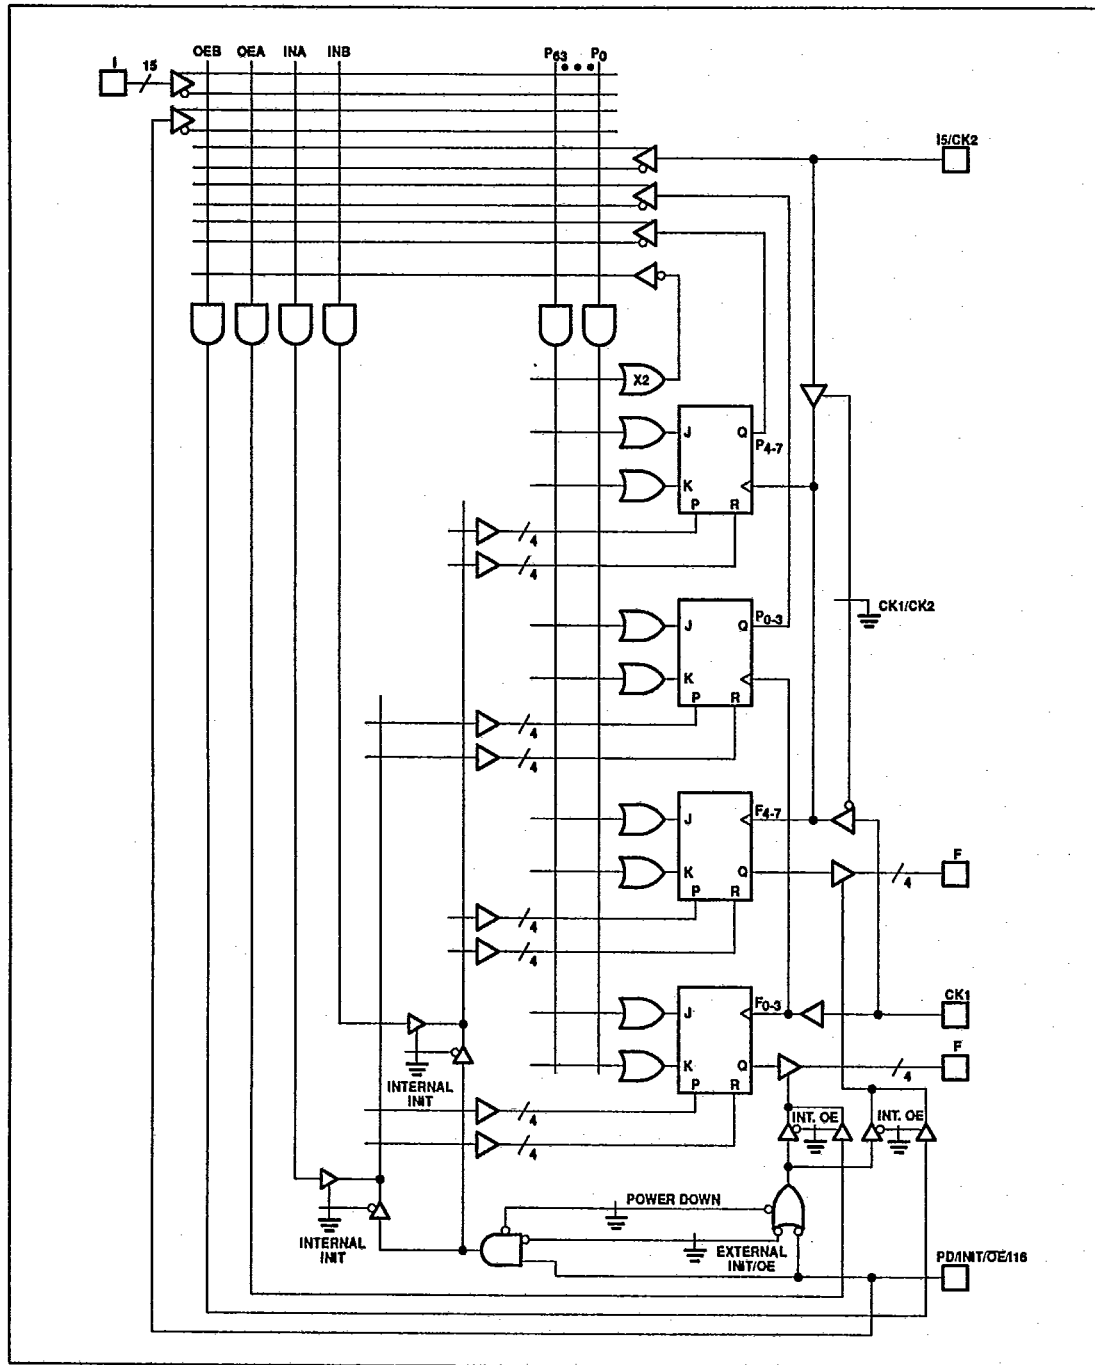 OEB OEA INA INB P63 • • • P0
I 15
I5/CK2
X2
J Q
P4-7
K
P R
4
4
CK1/CK2
J Q P0-3
K
P R
4
4
J F4-7
K Q 4 F
P R
4
4
J F0-3 CK1
K Q 4 F
P R
INTERNAL
INIT
4
4
INT. OE INT. OE
INTERNAL
INIT
POWER DOWN
EXTERNAL
INIT/OE
PD/INIT/O̅E̅/I16